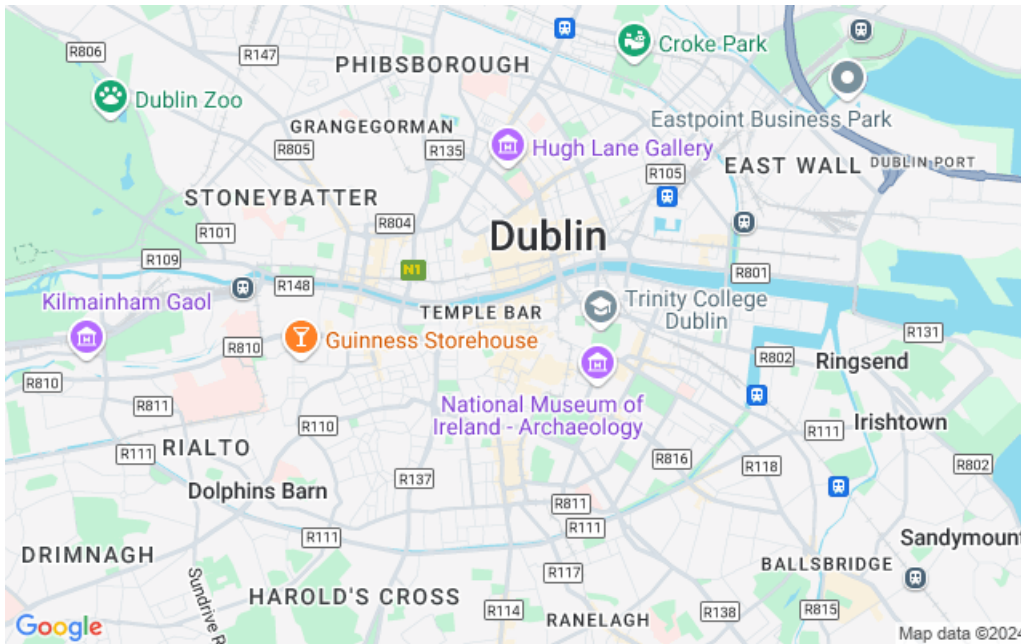 R806
R147
Croke Park
PHIBSBOROUGH
Dublin Zoo
Eastpoint Business Park
GRANGEGORMAN
R805
R135
Hugh Lane Gallery
EAST WALL
DUBLIN PORT
R105
STONEYBATTER
R804
R101
Dublin
R109
N1
R801
R148
Kilmainham Gaol
TEMPLE BAR
Trinity College
Dublin
R131
R810
Guinness Storehouse
R802
Ringsend
R810
R811
National Museum of
Ireland - Archaeology
R110
R111
Irishtown
R111
RIALTO
R816
R118
R802
R137
Dolphins Barn
R811
R111
R111
Sandymount
DRIMNAGH
BALLSBRIDGE
Sundrive R
R117
HAROLD'S CROSS
R114
RANELAGH
R138
R815
Google
Map data ©2024